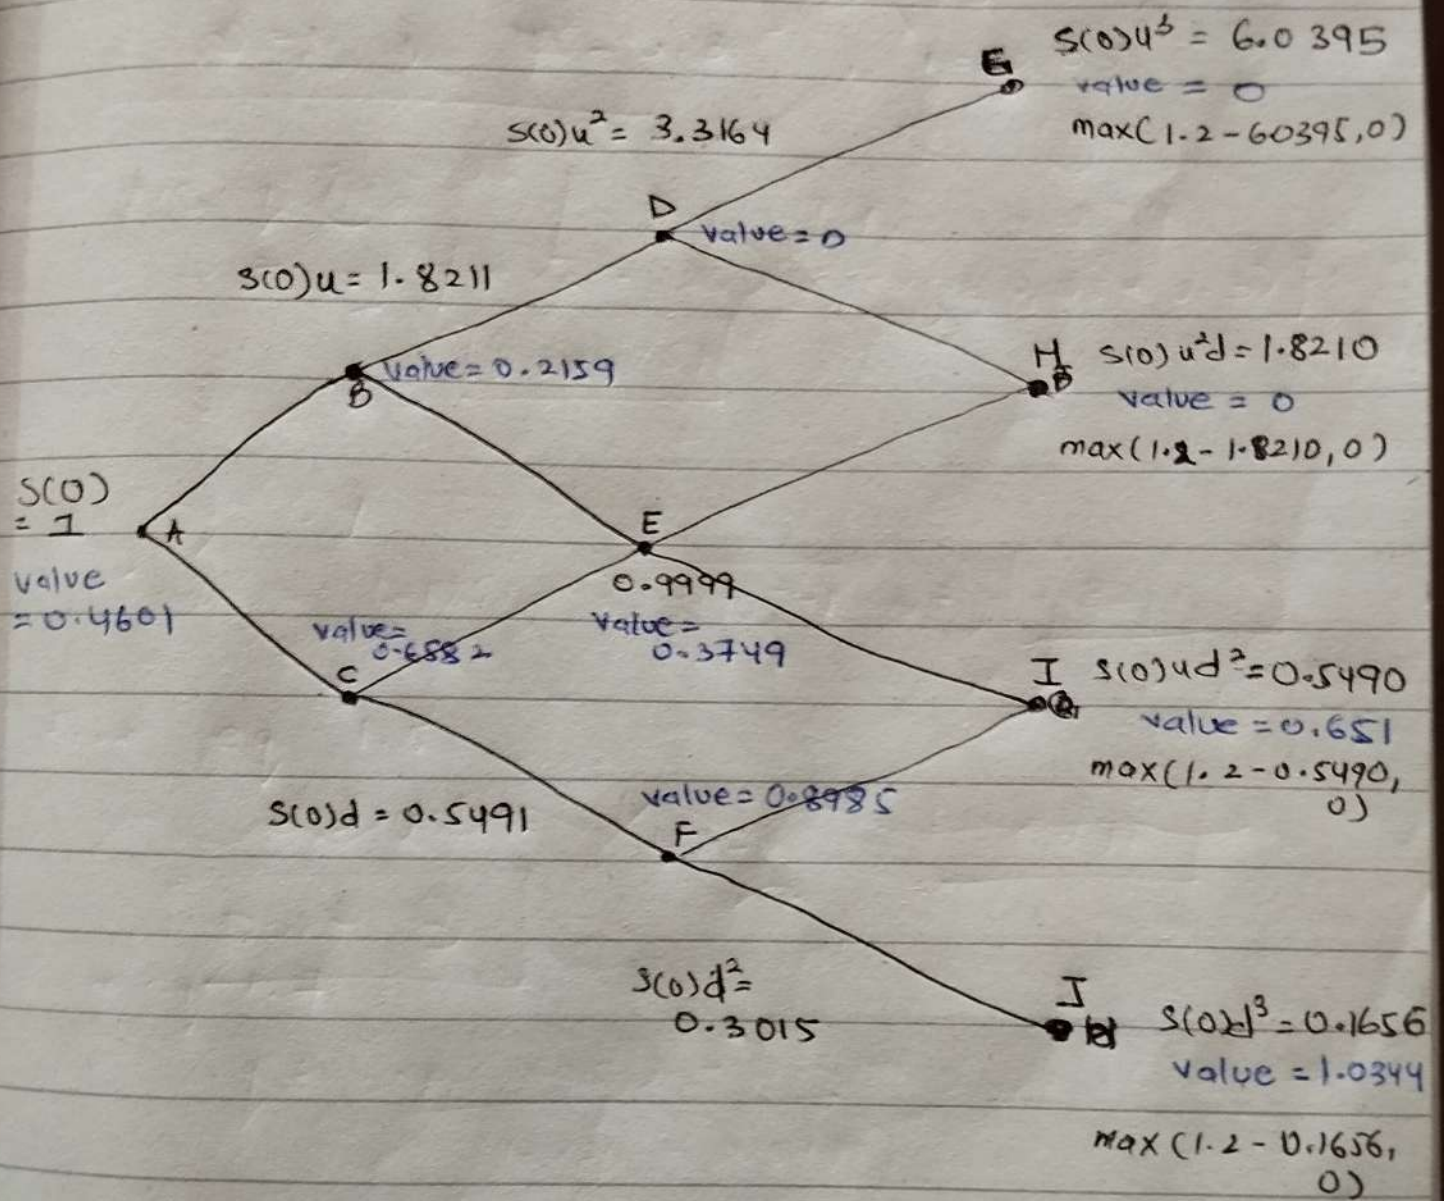 G S(0)u³ = 6.0395
value = 0
max(1.2-60395,0)
S(0)u² = 3.3164
D
value = 0
S(0)u = 1.8211
H S(0)u²d = 1.8210
value = 0
max(1.2-1.8210,0)
value = 0.2159
B
S(0)
= 1
A
value
= 0.4601
E
0.9999
value =
0.3749
value =
0.6882
C
I S(0)ud² = 0.5490
value = 0.651
max(1.2-0.5490,
0)
S(0)d = 0.5491
value = 0.8985
F
S(0)d² =
0.3015
J S(0)d³ = 0.1656
value = 1.0344
max(1.2-0.1656,
0)